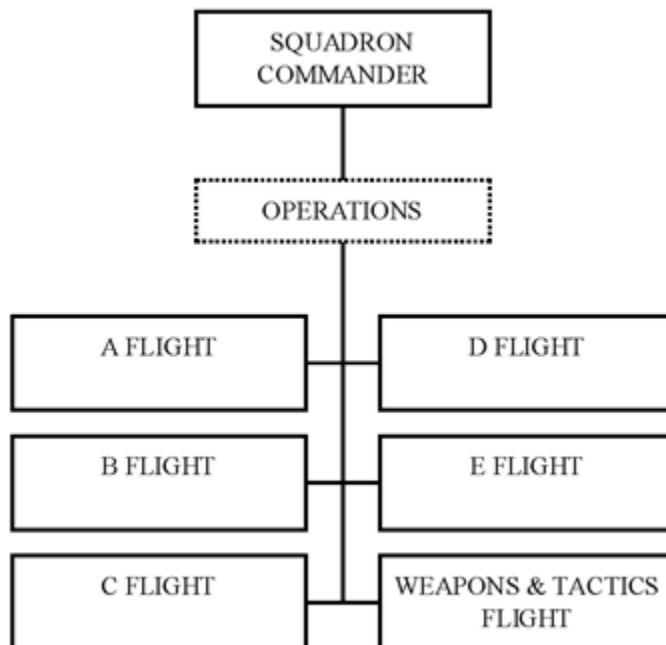 SQUADRON
COMMANDER
OPERATIONS
A FLIGHT
D FLIGHT
B FLIGHT
E FLIGHT
C FLIGHT
WEAPONS & TACTICS
FLIGHT